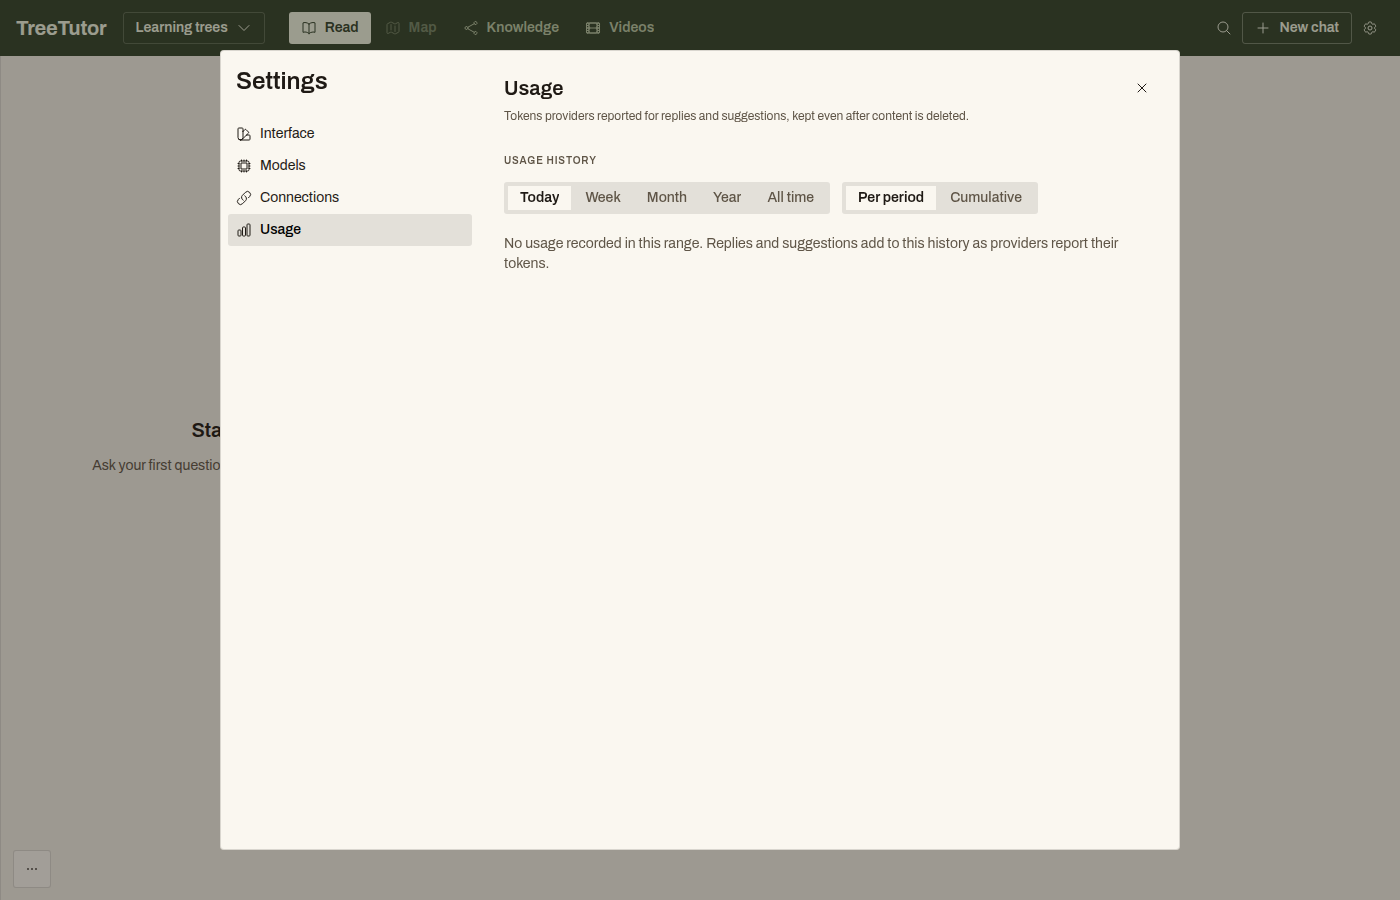 TreeTutor
Learning trees
Read
Map
Knowledge
Videos
New chat
Settings
Interface
Models
Connections
Usage
Usage
Tokens providers reported for replies and suggestions, kept even after content is deleted.
USAGE HISTORY
Today
Week
Month
Year
All time
Per period
Cumulative
No usage recorded in this range. Replies and suggestions add to this history as providers report their
tokens.
Sta
Ask your first questio